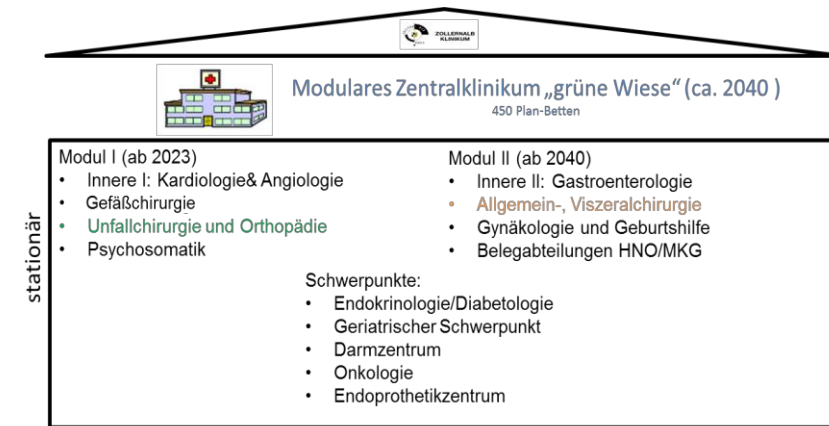 ZOLLERNALB
KLINIKUM
Modulares Zentralklinikum „grüne Wiese“ (ca. 2040 )
450 Plan-Betten
stationär
Modul I (ab 2023)
• Innere I: Kardiologie& Angiologie
• Gefäßchirurgie
• Unfallchirurgie und Orthopädie
• Psychosomatik
Modul II (ab 2040)
• Innere II: Gastroenterologie
• Allgemein-, Viszeralchirurgie
• Gynäkologie und Geburtshilfe
• Belegabteilungen HNO/MKG
Schwerpunkte:
• Endokrinologie/Diabetologie
• Geriatrischer Schwerpunkt
• Darmzentrum
• Onkologie
• Endoprothetikzentrum